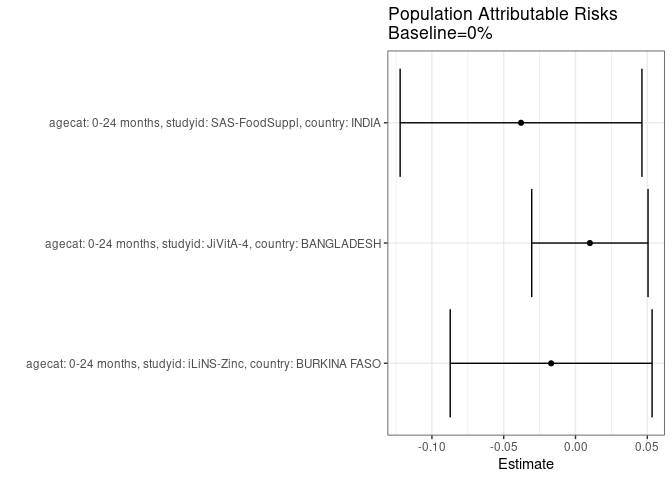 Population Attributable Risks
Baseline=0%
agecat: 0-24 months, studyid: SAS-FoodSuppl, country: INDIA
agecat: 0-24 months, studyid: JiVitA-4, country: BANGLADESH
agecat: 0-24 months, studyid: iLiNS-Zinc, country: BURKINA FASO
-0.10 -0.05 0.00 0.05
Estimate